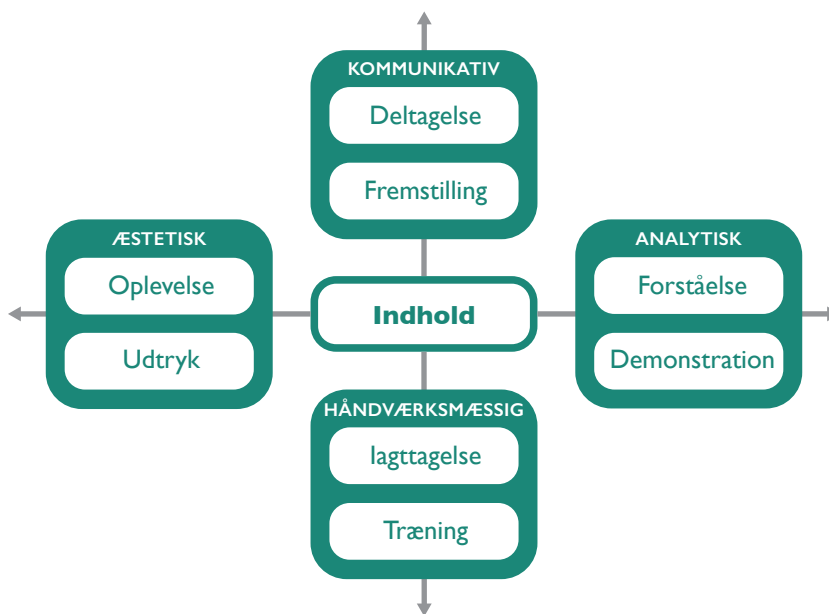 KOMMUNIKATIV
Deltagelse
Fremstilling
ÆSTETISK
Oplevelse
Udtryk
Indhold
ANALYTISK
Forståelse
Demonstration
HÅNDVÆRKSMÆSSIG
Iagttagelse
Træning